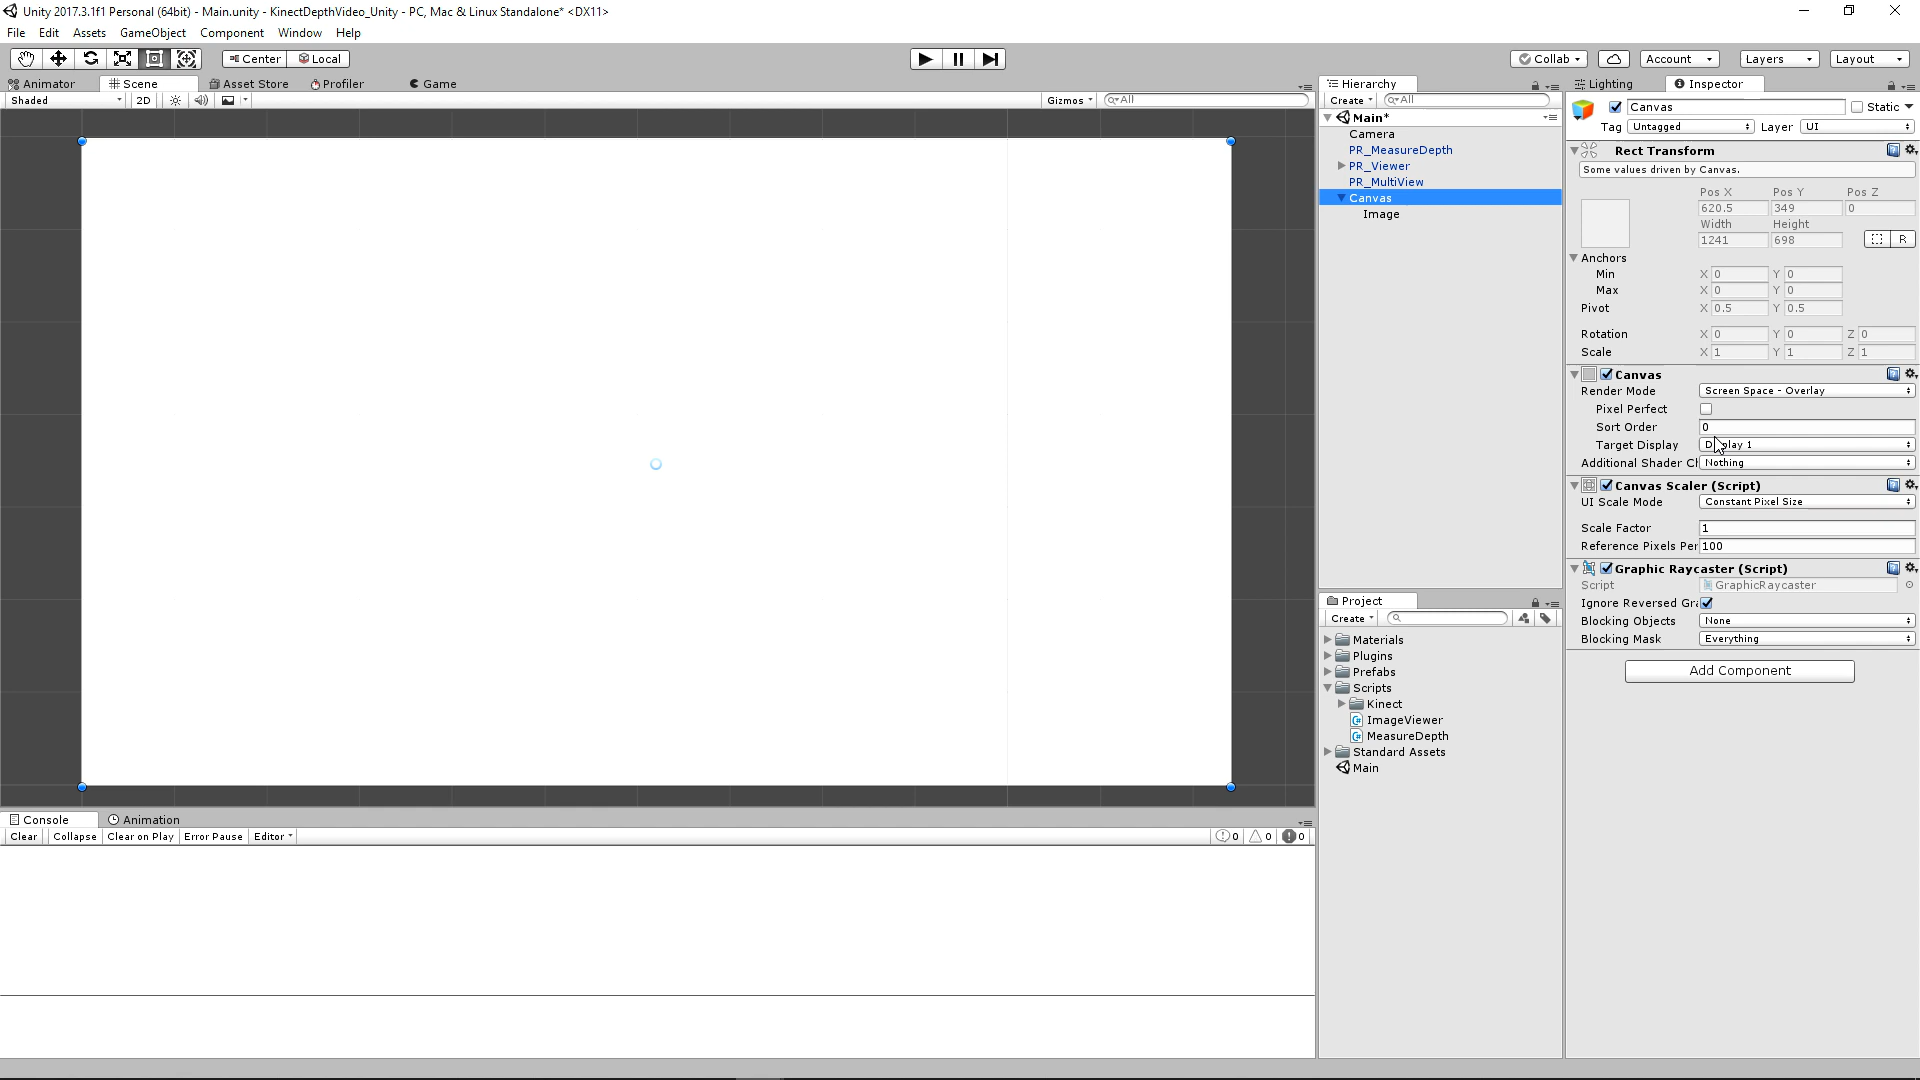 Unity 2017.3.1f1 Personal (64bit) - Main.unity - KinectDepthVideo_Unity - PC, Mac & Linux Standalone* <DX11>
File Edit Assets GameObject Component Window Help
Center Local Collab Account Layers Layout
Animator Scene Asset Store Profiler Game
Shaded 2D Gizmos All
Hierarchy
Create All
Main*
Camera
PR_MeasureDepth
PR_Viewer
PR_MultiView
Canvas
Image
Project
Create
Materials
Plugins
Prefabs
Scripts
Kinect
ImageViewer
MeasureDepth
Standard Assets
Main
Lighting Inspector
Canvas Static
Tag Untagged Layer UI
Rect Transform
Some values driven by Canvas.
Pos X Pos Y Pos Z
620.5 349 0
Width Height
1241 698 R
Anchors
Min X 0 Y 0
Max X 0 Y 0
Pivot X 0.5 Y 0.5
Rotation X 0 Y 0 Z 0
Scale X 1 Y 1 Z 1
Canvas
Render Mode Screen Space - Overlay
Pixel Perfect
Sort Order 0
Target Display Display 1
Additional Shader Cl Nothing
Canvas Scaler (Script)
UI Scale Mode Constant Pixel Size
Scale Factor 1
Reference Pixels Per 100
Graphic Raycaster (Script)
Script GraphicRaycaster
Ignore Reversed Gra
Blocking Objects None
Blocking Mask Everything
Add Component
Console Animation
Clear Collapse Clear on Play Error Pause Editor 0 0 0